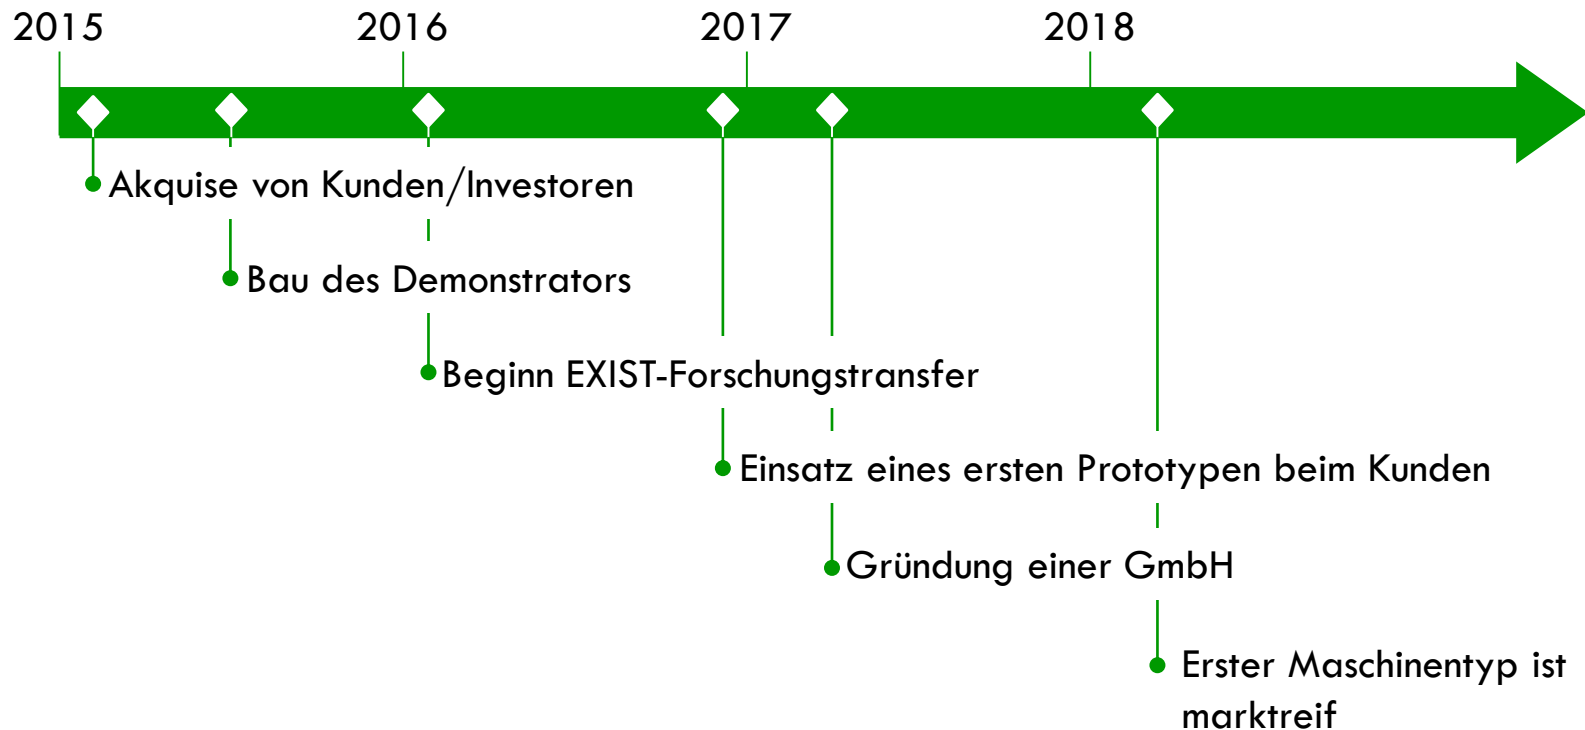 2015 2016 2017 2018
Akquise von Kunden/Investoren
Bau des Demonstrators
Beginn EXIST-Forschungstransfer
Einsatz eines ersten Prototypen beim Kunden
Gründung einer GmbH
Erster Maschinentyp ist
marktreif